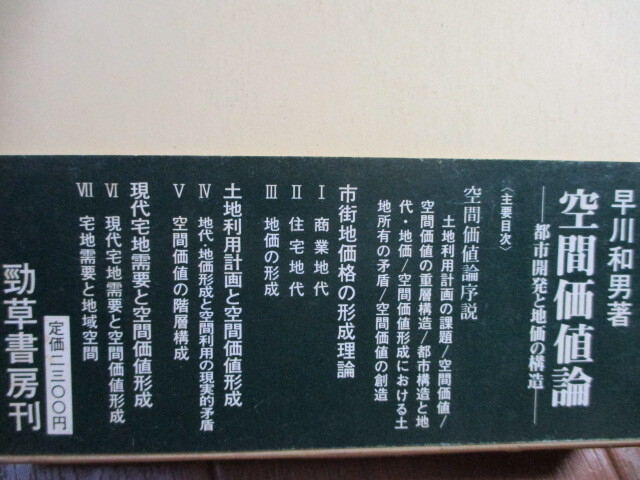 早川和男著
空間価値論
——都市開発と地価の構造——
〈主要目次〉
空間価値論序説
土地利用計画の課題/空間価値/
空間価値の重層構造/都市構造と地
代・地価/空間価値形成における土
地所有の矛盾/空間価値の創造
市街地価格の形成理論
Ⅰ 商業地代
Ⅱ 住宅地代
Ⅲ 地価の形成
土地利用計画と空間価値形成
Ⅳ 地代・地価形成と空間利用の現実的矛盾
Ⅴ 空間価値の階層構成
現代宅地需要と空間価値形成
Ⅵ 現代宅地需要と空間価値形成
Ⅶ 宅地需要と地域空間
定価二三〇〇円
勁草書房刊